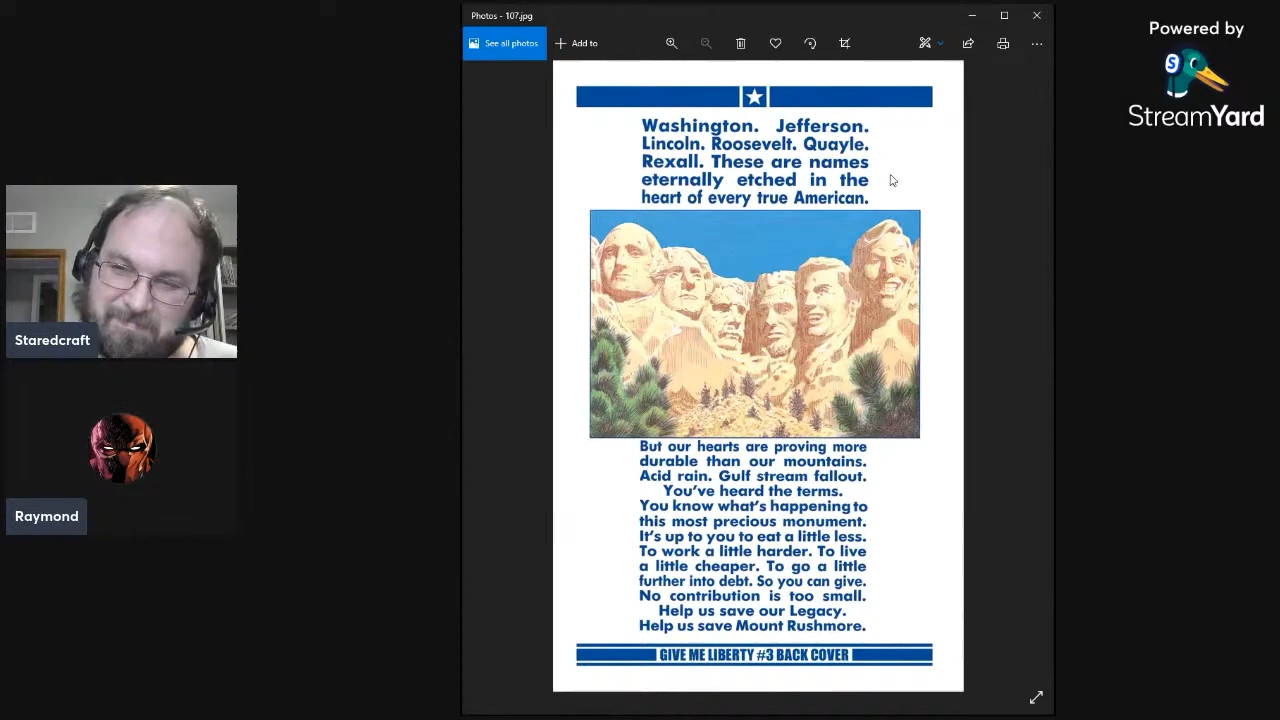 Photos - 107.jpg
See all photos
Add to
Powered by
S
StreamYard
Washington. Jefferson.
Lincoln. Roosevelt. Quayle.
Rexall. These are names
eternally etched in the
heart of every true American.
But our hearts are proving more
durable than our mountains.
Acid rain. Gulf stream fallout.
You've heard the terms.
You know what's happening to
this most precious monument.
It's up to you to eat a little less.
To work a little harder. To live
a little cheaper. To go a little
further into debt. So you can give.
No contribution is too small.
Help us save our Legacy.
Help us save Mount Rushmore.
GIVE ME LIBERTY #3 BACK COVER
Staredcraft
Raymond